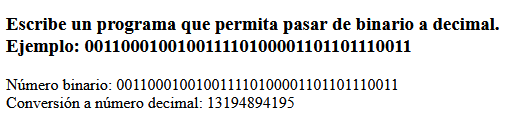 Escribe un programa que permita pasar de binario a decimal.
Ejemplo: 001100010010011110100001101101110011
Número binario: 001100010010011110100001101101110011
Conversión a número decimal: 13194894195